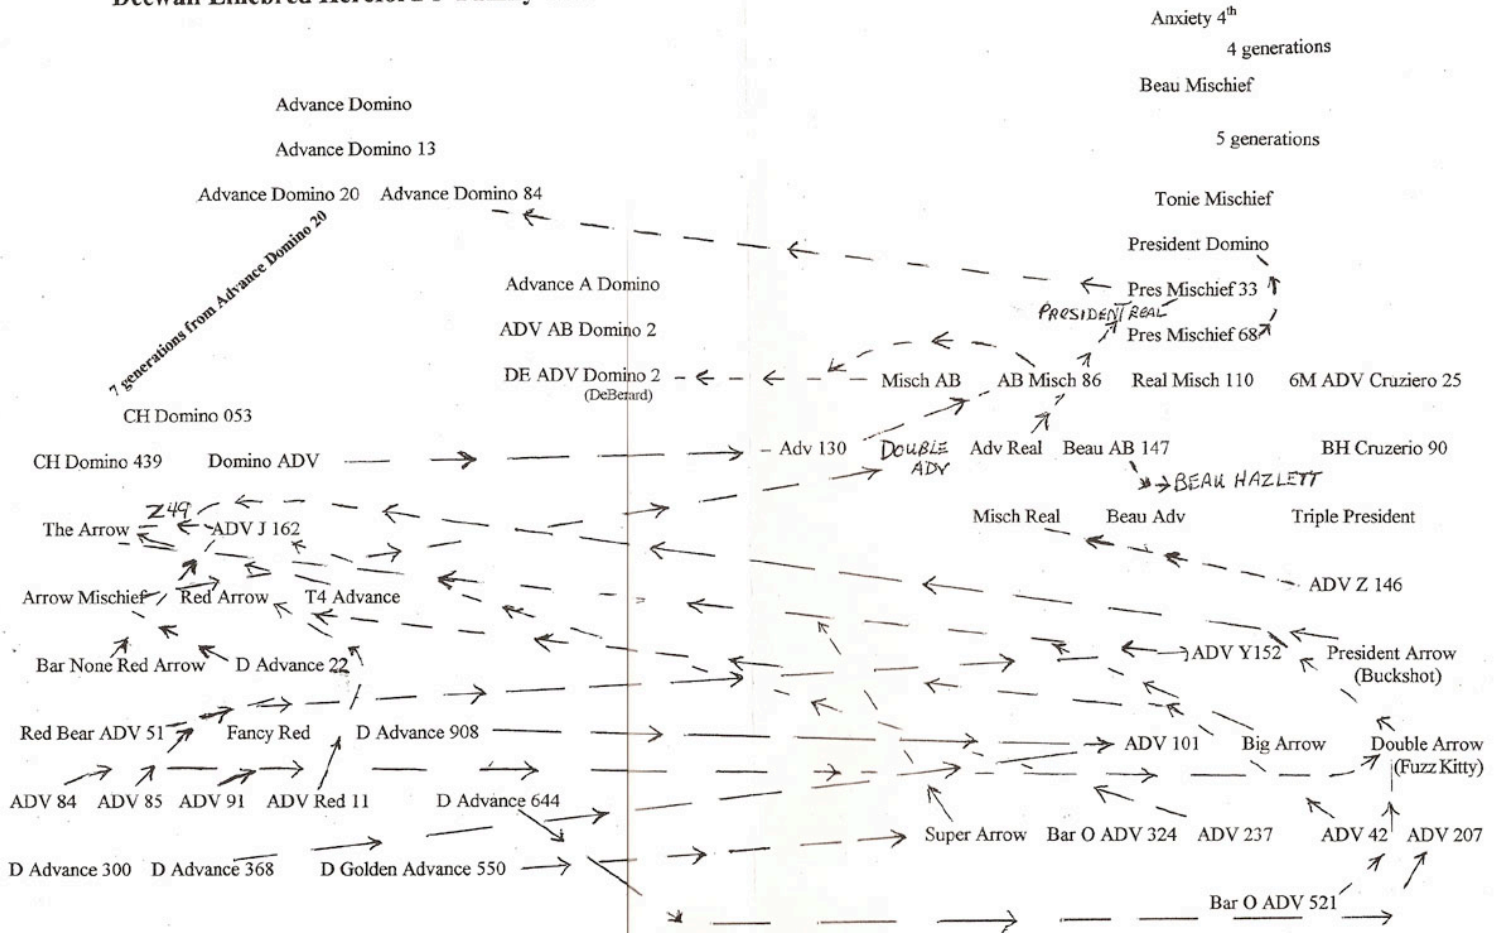 Anxiety 4th
4 generations
Beau Mischief
Advance Domino
5 generations
Advance Domino 13
Advance Domino 20 Advance Domino 84
Tonie Mischief
7 generations from Advance Domino 20
President Domino
Advance A Domino
Pres Mischief 33
PRESIDENT REAL
ADV AB Domino 2
Pres Mischief 68
DE ADV Domino 2 Misch AB AB Misch 86 Real Misch 110 6M ADV Cruziero 25
(DeBerard)
CH Domino 053
CH Domino 439 Domino ADV Adv 130 DOUBLE ADV Adv Real Beau AB 147 BH Cruzerio 90
BEAU HAZLETT
Z49
The Arrow ADV J 162 Misch Real Beau Adv Triple President
ADV Z 146
Arrow Mischief Red Arrow T4 Advance
Bar None Red Arrow D Advance 22 ADV Y152 President Arrow
(Buckshot)
Red Bear ADV 51 Fancy Red D Advance 908 ADV 101 Big Arrow Double Arrow
(Fuzz Kitty)
ADV 84 ADV 85 ADV 91 ADV Red 11 D Advance 644
Super Arrow Bar O ADV 324 ADV 237 ADV 42 ADV 207
D Advance 300 D Advance 368 D Golden Advance 550
Bar O ADV 521